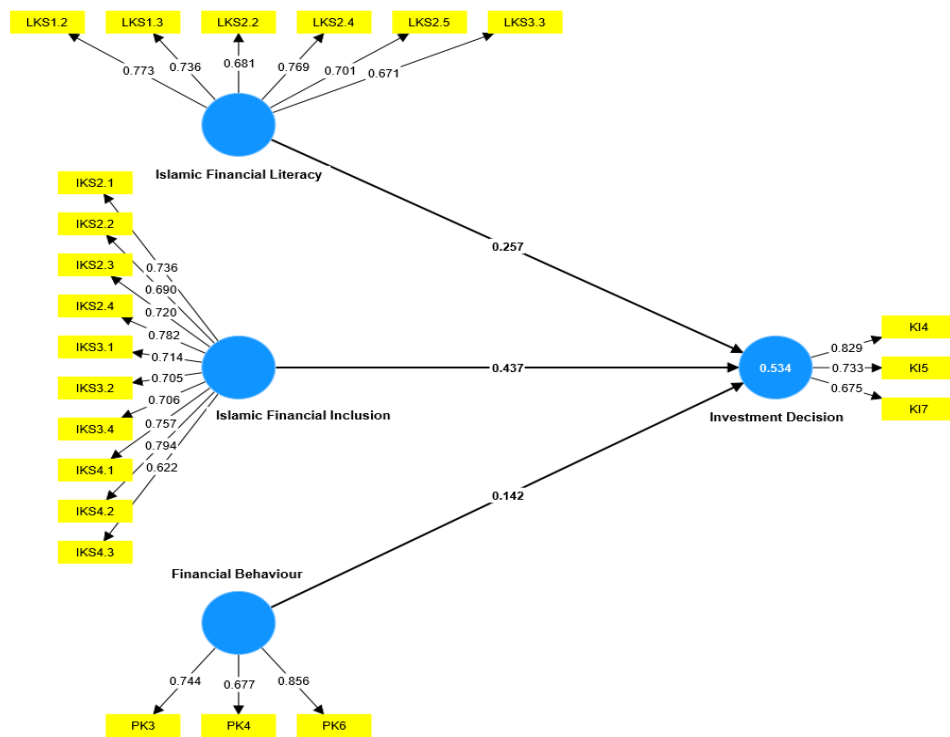 LKS1.2 LKS1.3 LKS2.2 LKS2.4 LKS2.5 LKS3.3
0.773 0.736 0.681 0.769 0.701 0.671
Islamic Financial Literacy
IKS2.1
IKS2.2
IKS2.3
IKS2.4
IKS3.1
IKS3.2
IKS3.4
IKS4.1
IKS4.2
IKS4.3
0.736
0.690
0.720
0.782
0.714
0.705
0.706
0.757
0.794
0.622
Islamic Financial Inclusion
0.257
0.437
0.142
0.534
Investment Decision
0.829
0.733
0.675
KI4
KI5
KI7
Financial Behaviour
0.744 0.677 0.856
PK3 PK4 PK6